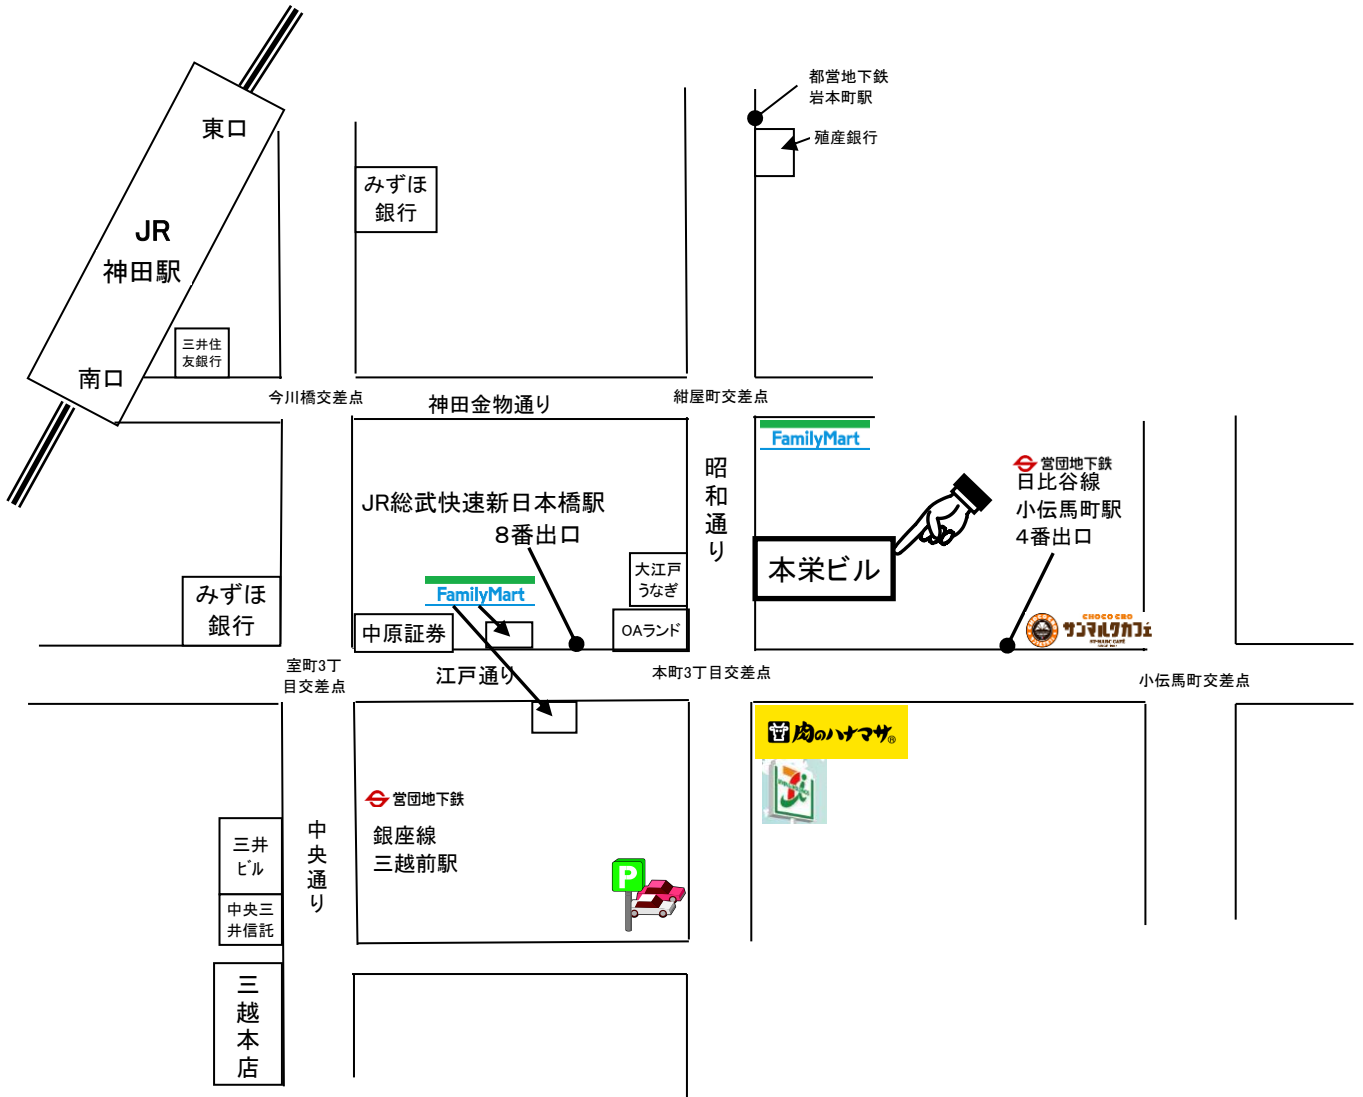 都営地下鉄
岩本町駅
殖産銀行
東口
みずほ
銀行
JR
神田駅
三井住
友銀行
南口
今川橋交差点
神田金物通り
紺屋町交差点
FamilyMart
昭和通り
営団地下鉄
日比谷線
小伝馬町駅
4番出口
JR総武快速新日本橋駅
8番出口
本栄ビル
大江戸
うなぎ
FamilyMart
みずほ
銀行
中原証券
OAランド
CHOCO CRO
サンマルクカフェ
室町3丁
目交差点
江戸通り
本町3丁目交差点
小伝馬町交差点
肉のハナマサ®
営団地下鉄
銀座線
三越前駅
中央通り
三井
ビル
P
中央三
井信託
三越本店